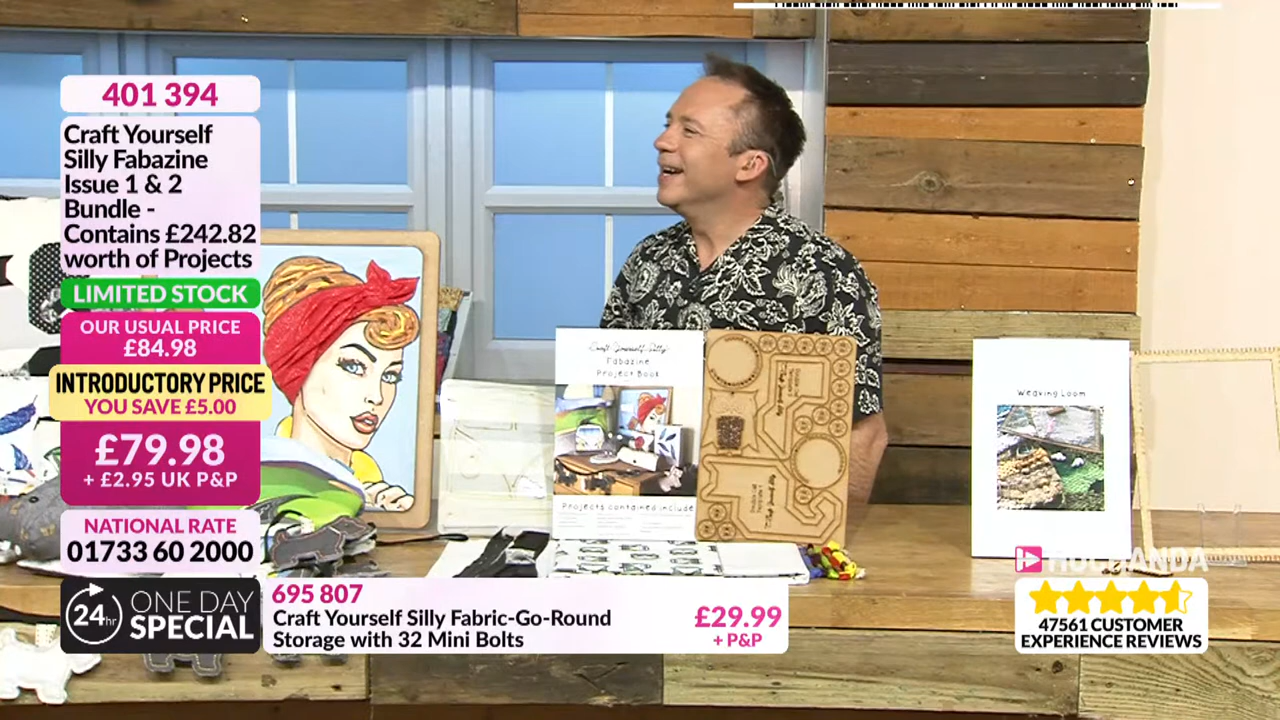 401 394
Craft Yourself
Silly Fabazine
Issue 1 & 2
Bundle -
Contains £242.82
worth of Projects
LIMITED STOCK
OUR USUAL PRICE
£84.98
INTRODUCTORY PRICE
YOU SAVE £5.00
£79.98
+ £2.95 UK P&P
NATIONAL RATE
01733 60 2000
24hr
ONE DAY
SPECIAL
695 807
Craft Yourself Silly Fabric-Go-Round
Storage with 32 Mini Bolts
£29.99
+ P&P
Craft Yourself Silly
Fabazine
Project Book
Projects contained include
Weaving Loom
HOCHANDA
47561 CUSTOMER
EXPERIENCE REVIEWS